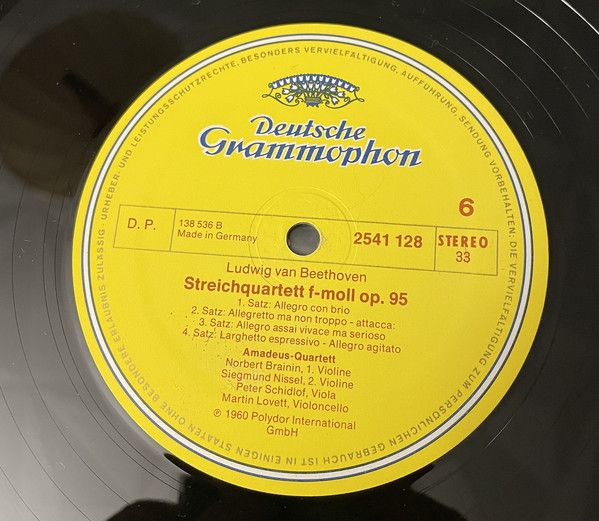 URHEBER- UND LEISTUNGSSCHUTZRECHTE, BESONDERS VERVIELFÄLTIGUNG, AUFFÜHRUNG, SENDUNG VORBEHALTEN; DIE VERVIELFÄLTIGUNG ZUM PERSÖNLICHEN GEBRAUCH IST IN EINIGEN STAATEN OHNE BESONDERE ERLAUBNIS ZULÄSSIG ·
Deutsche
Grammophon
6
D. P.
138 536 B
Made in Germany
2541 128
STEREO
33
Ludwig van Beethoven
Streichquartett f-moll op. 95
1. Satz: Allegro con brio
2. Satz: Allegretto ma non troppo - attacca:
3. Satz: Allegro assai vivace ma serioso
4. Satz: Larghetto espressivo - Allegro agitato
Amadeus-Quartett
Norbert Brainin, 1. Violine
Siegmund Nissel, 2. Violine
Peter Schidlof, Viola
Martin Lovett, Violoncello
℗ 1960 Polydor International
GmbH